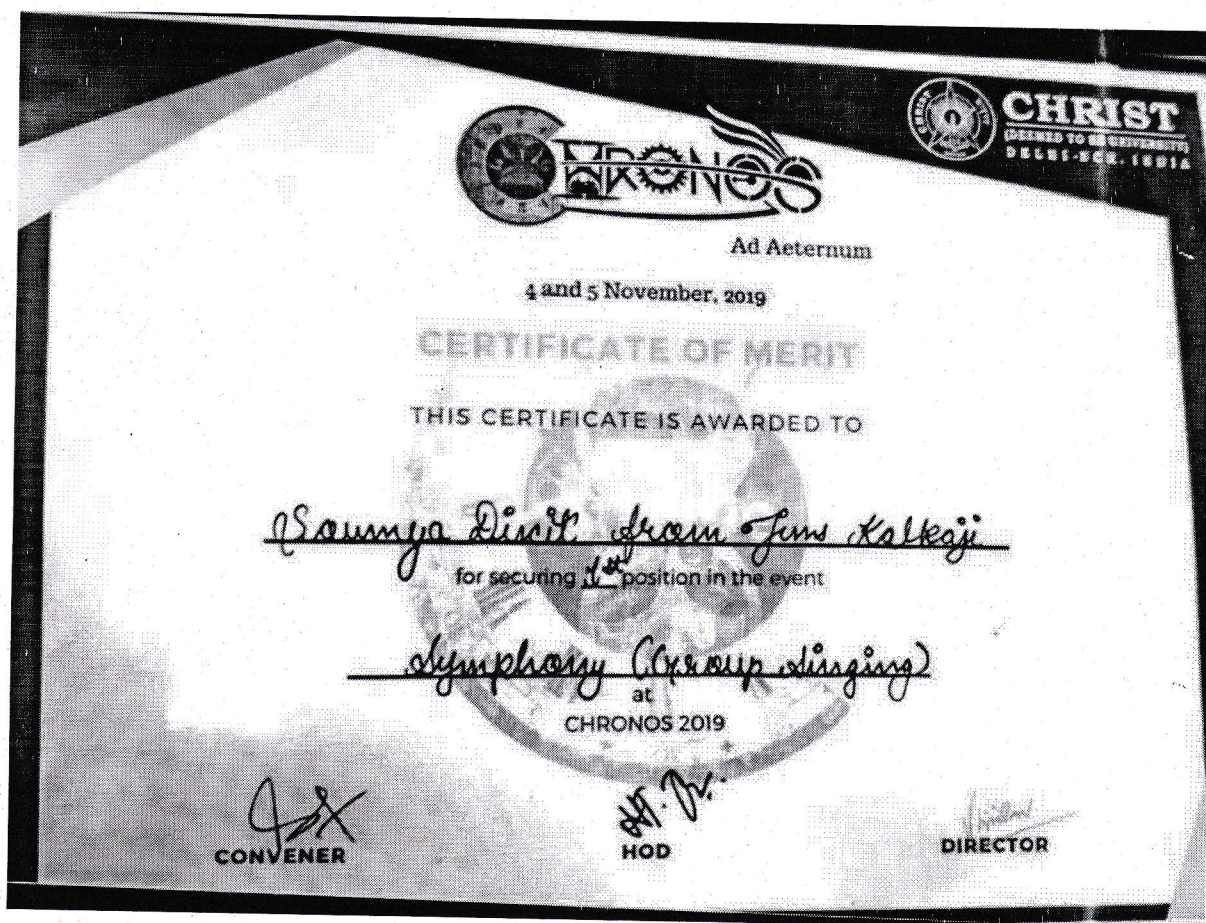 CHRONOS
CHRIST
(DEEMED TO BE UNIVERSITY)
DELHI-NCR, INDIA
Ad Aeternum
4 and 5 November, 2019
CERTIFICATE OF MERIT
THIS CERTIFICATE IS AWARDED TO
Soumya Dixit from Jims Kalkaji
for securing 1st position in the event
Symphony (Group Singing)
at
CHRONOS 2019
CONVENER
HOD
DIRECTOR